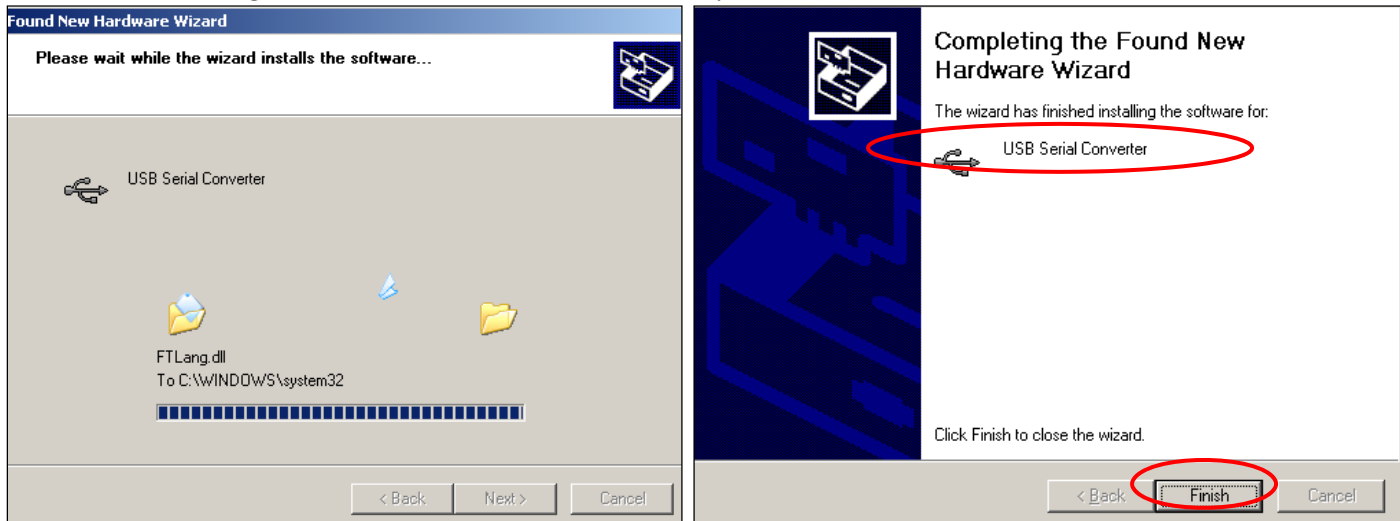 Found New Hardware Wizard
Please wait while the wizard installs the software...
USB Serial Converter
FTLang.dll
To C:\WINDOWS\system32
< Back
Next >
Cancel
Completing the Found New
Hardware Wizard
The wizard has finished installing the software for:
USB Serial Converter
Click Finish to close the wizard.
< Back
Finish
Cancel